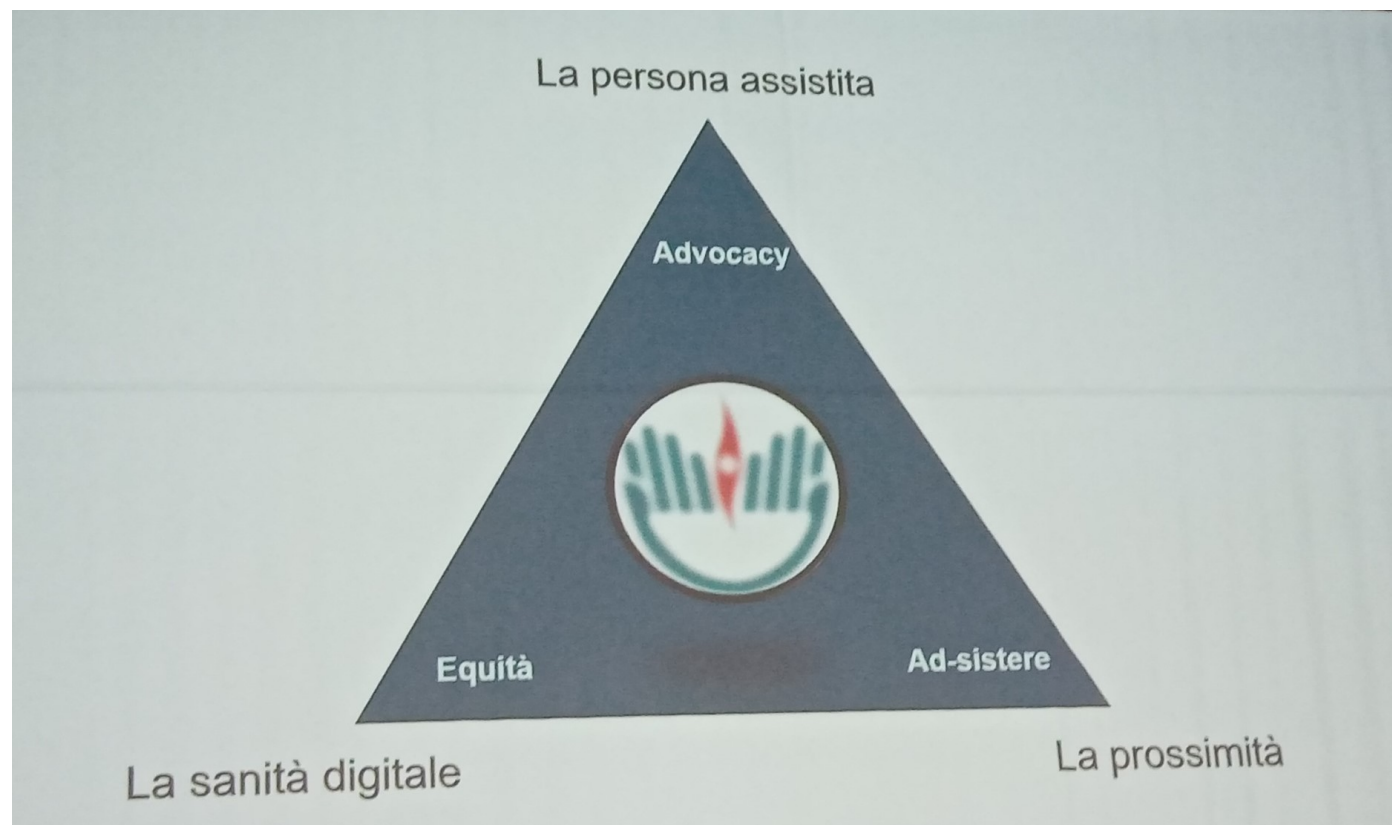 La persona assistita
Advocacy
Equità
Ad-sistere
La sanità digitale
La prossimità